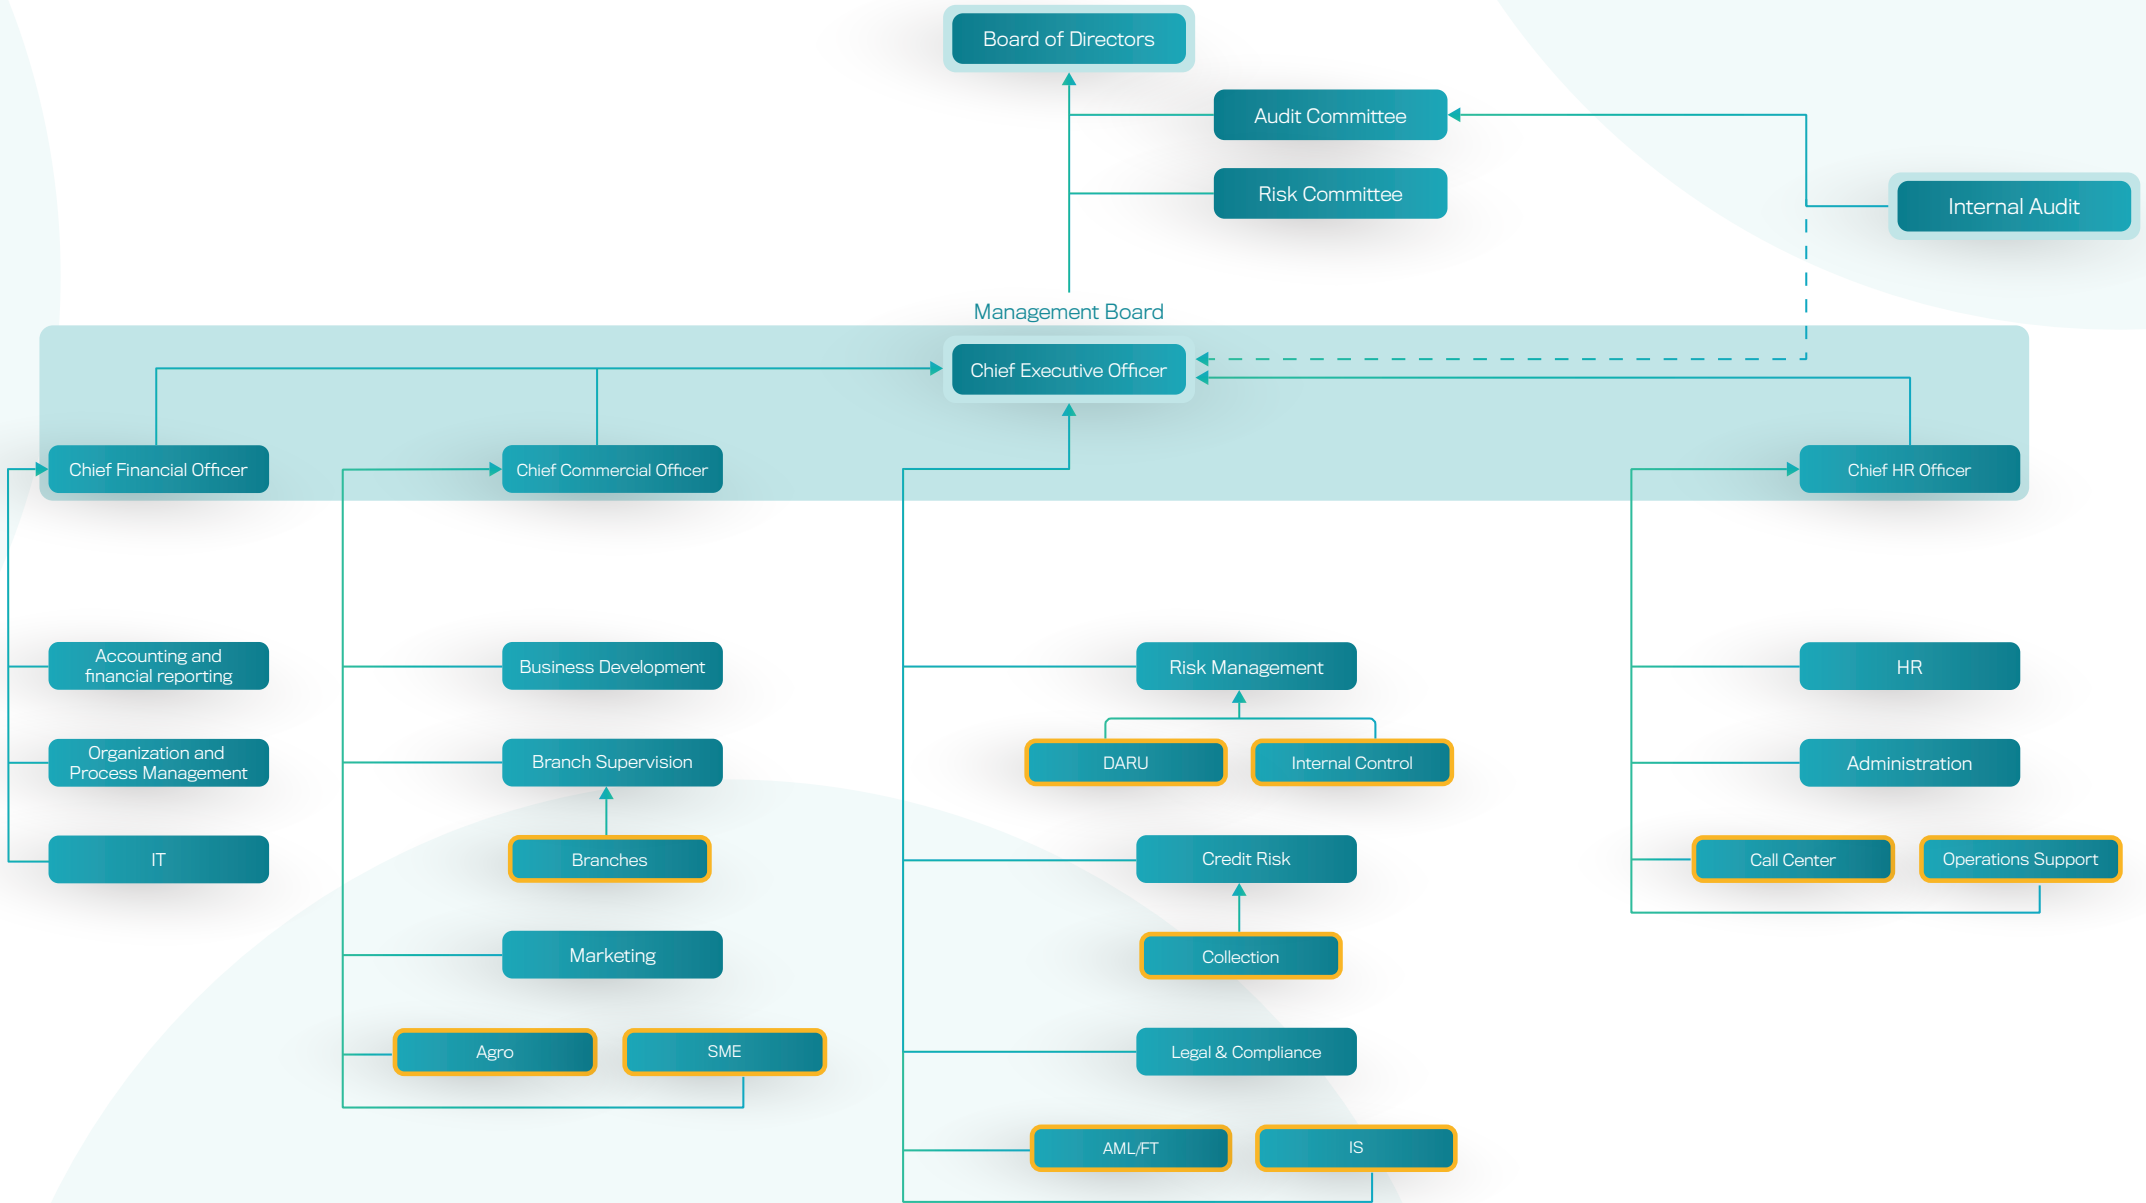 Board of Directors
Audit Committee
Risk Committee
Internal Audit
Management Board
Chief Executive Officer
Chief Financial Officer
Chief Commercial Officer
Chief HR Officer
Accounting and
financial reporting
Organization and
Process Management
IT
Business Development
Branch Supervision
Branches
Marketing
Agro
SME
Risk Management
DARU
Internal Control
Credit Risk
Collection
Legal & Compliance
AML/FT
IS
HR
Administration
Call Center
Operations Support